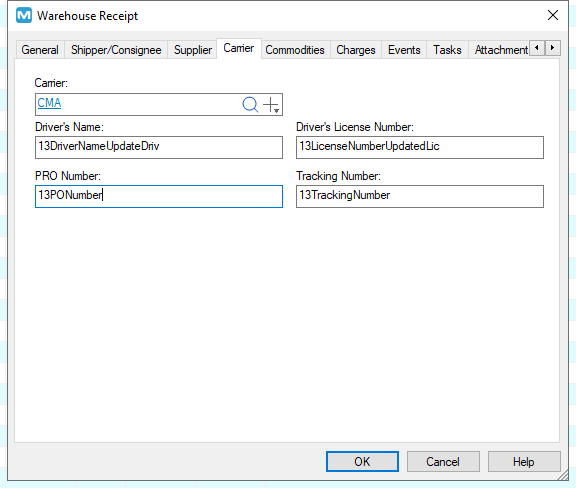 M Warehouse Receipt
General Shipper/Consignee Supplier Carrier Commodities Charges Events Tasks Attachment
Carrier:
CMA
Driver's Name: Driver's License Number:
13DriverNameUpdateDriv 13LicenseNumberUpdatedLic
PRO Number: Tracking Number:
13PONumber 13TrackingNumber
OK Cancel Help